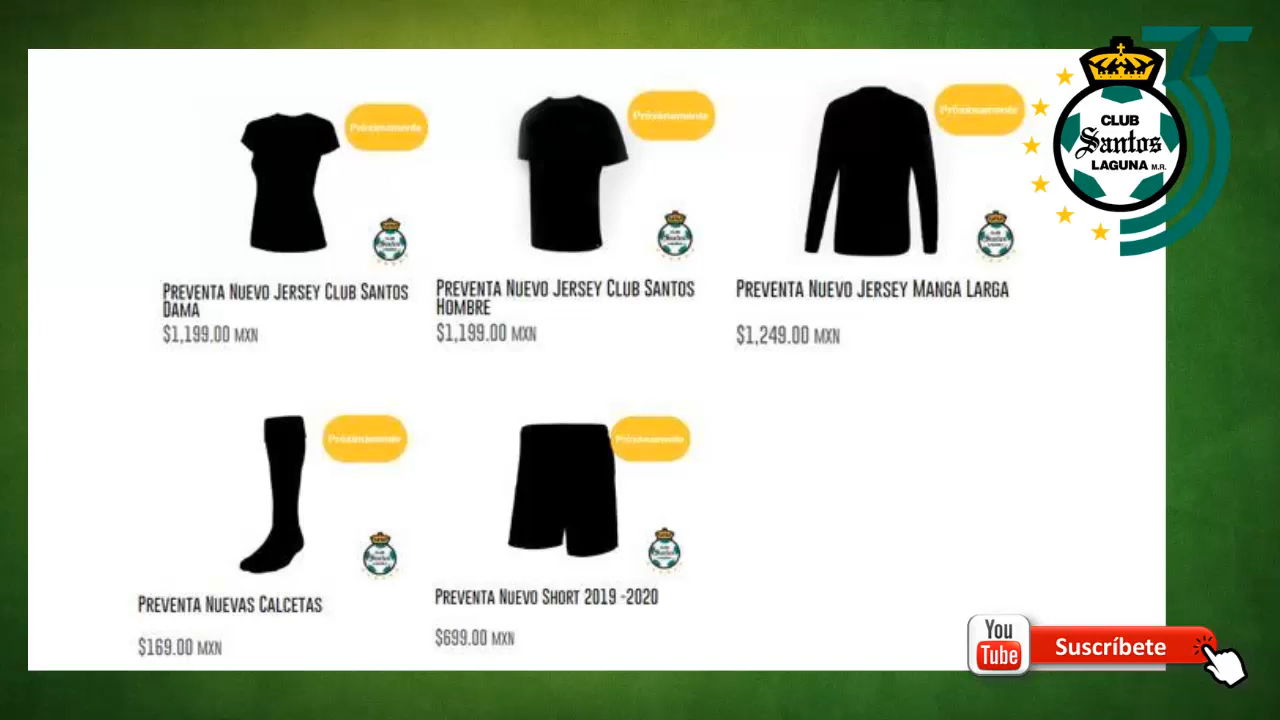 Próximamente
Próximamente
Próximamente
35
CLUB
Santos
LAGUNA M.R.
PREVENTA NUEVO JERSEY CLUB SANTOS
DAMA
$1,199.00 MXN
PREVENTA NUEVO JERSEY CLUB SANTOS
HOMBRE
$1,199.00 MXN
PREVENTA NUEVO JERSEY MANGA LARGA
$1,249.00 MXN
Próximamente
Próximamente
PREVENTA NUEVAS CALCETAS
$169.00 MXN
PREVENTA NUEVO SHORT 2019 -2020
$699.00 MXN
You
Tube
Suscríbete